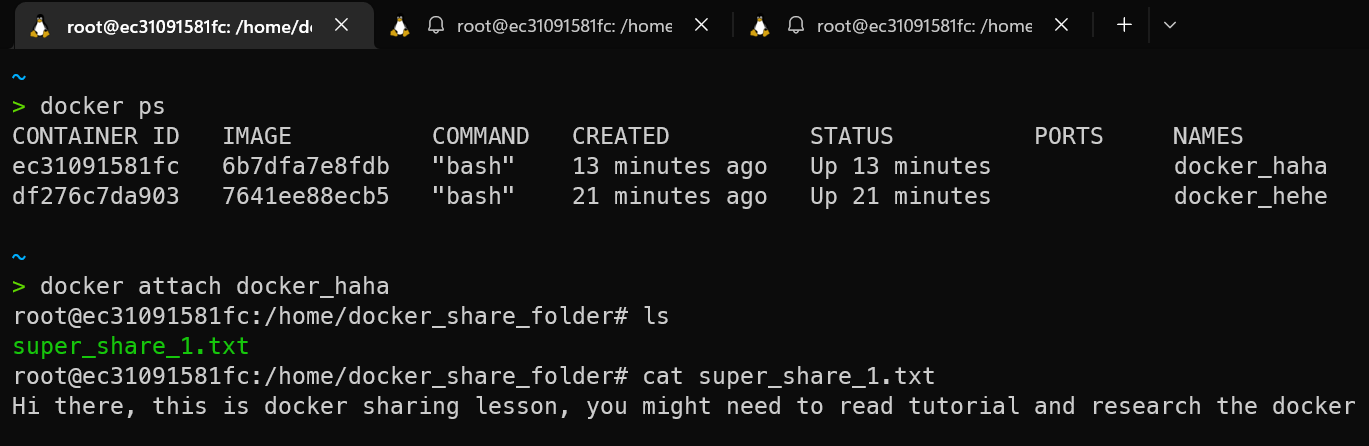 root@ec31091581fc: /home/do
root@ec31091581fc: /home
root@ec31091581fc: /home
~
> docker ps
CONTAINER ID   IMAGE          COMMAND   CREATED          STATUS          PORTS     NAMES
ec31091581fc   6b7dfa7e8fdb   "bash"    13 minutes ago   Up 13 minutes             docker_haha
df276c7da903   7641ee88ecb5   "bash"    21 minutes ago   Up 21 minutes             docker_hehe
~
> docker attach docker_haha
root@ec31091581fc:/home/docker_share_folder# ls
super_share_1.txt
root@ec31091581fc:/home/docker_share_folder# cat super_share_1.txt
Hi there, this is docker sharing lesson, you might need to read tutorial and research the docker